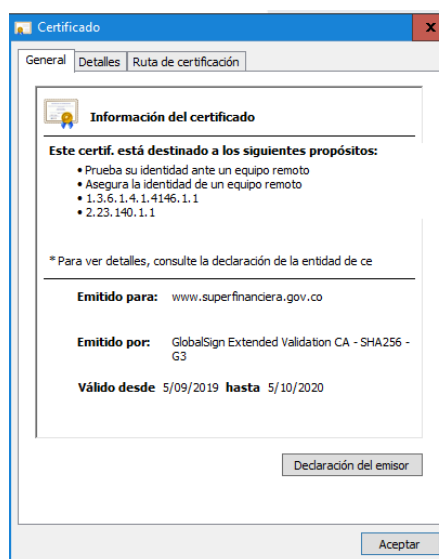 Certificado
x
General Detalles Ruta de certificación
Información del certificado
Este certif. está destinado a los siguientes propósitos:
• Prueba su identidad ante un equipo remoto
• Asegura la identidad de un equipo remoto
• 1.3.6.1.4.1.4146.1.1
• 2.23.140.1.1
* Para ver detalles, consulte la declaración de la entidad de ce
Emitido para: www.superfinanciera.gov.co
Emitido por: GlobalSign Extended Validation CA - SHA256 -
G3
Válido desde 5/09/2019 hasta 5/10/2020
Declaración del emisor
Aceptar